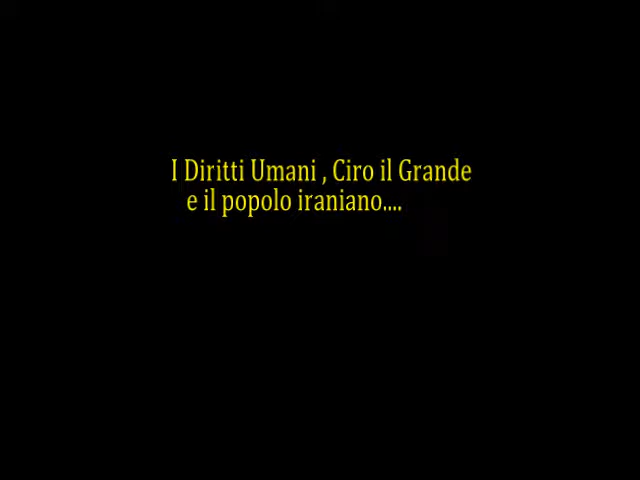 I Diritti Umani , Ciro il Grande
e il popolo iraniano....